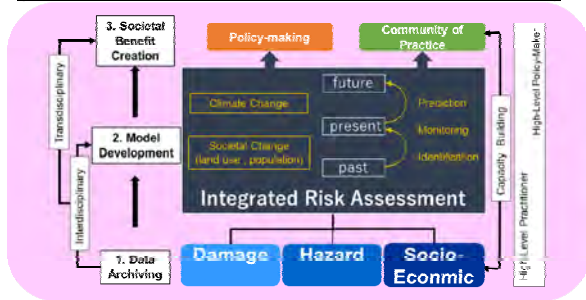 3. Societal
Benefit
Creation
Policy-making
Community of
Practice
Transdisciplinary
Interdisciplinary
2. Model
Development
1. Data
Archiving
Climate Change
Societal Change
(land use , population)
future
present
past
Prediction
Monitoring
Identification
Integrated Risk Assessment
Damage
Hazard
Socio-
Econmic
Capacity Building
High-Level Policy-Maker
High-Level Practitioner